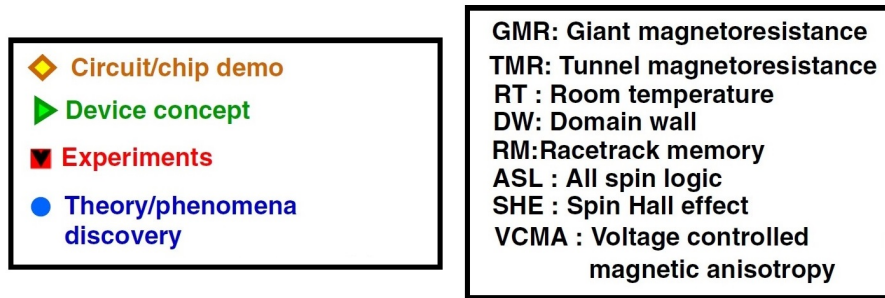 Circuit/chip demo
Device concept
Experiments
Theory/phenomena
discovery
GMR: Giant magnetoresistance
TMR: Tunnel magnetoresistance
RT : Room temperature
DW: Domain wall
RM:Racetrack memory
ASL : All spin logic
SHE : Spin Hall effect
VCMA : Voltage controlled
magnetic anisotropy